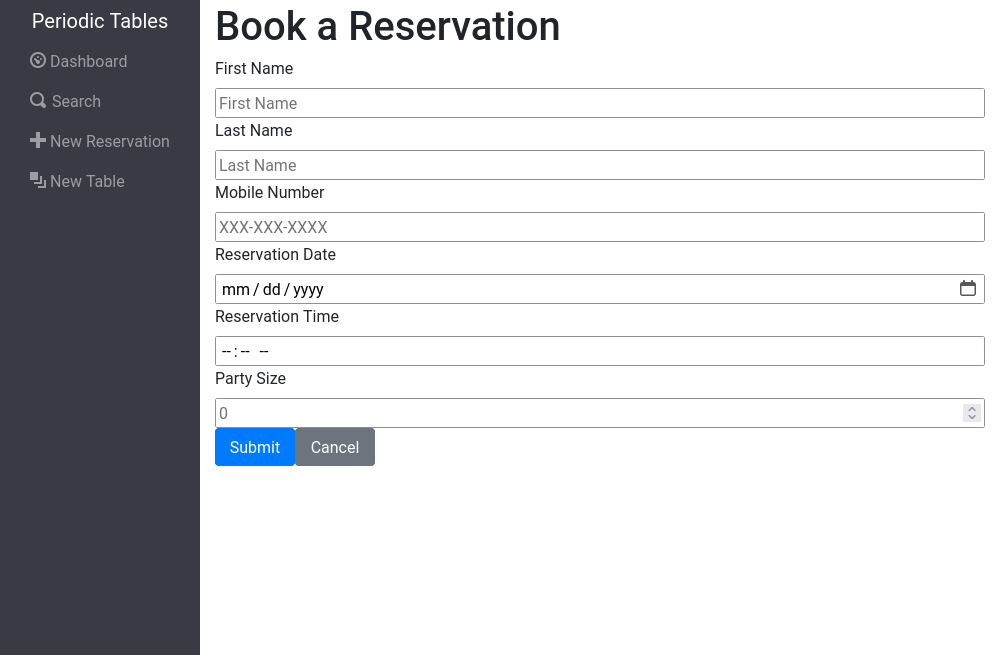 Periodic Tables
Dashboard
Search
New Reservation
New Table
Book a Reservation
First Name
First Name
Last Name
Last Name
Mobile Number
XXX-XXX-XXXX
Reservation Date
mm / dd / yyyy
Reservation Time
-- : -- --
Party Size
0
Submit Cancel